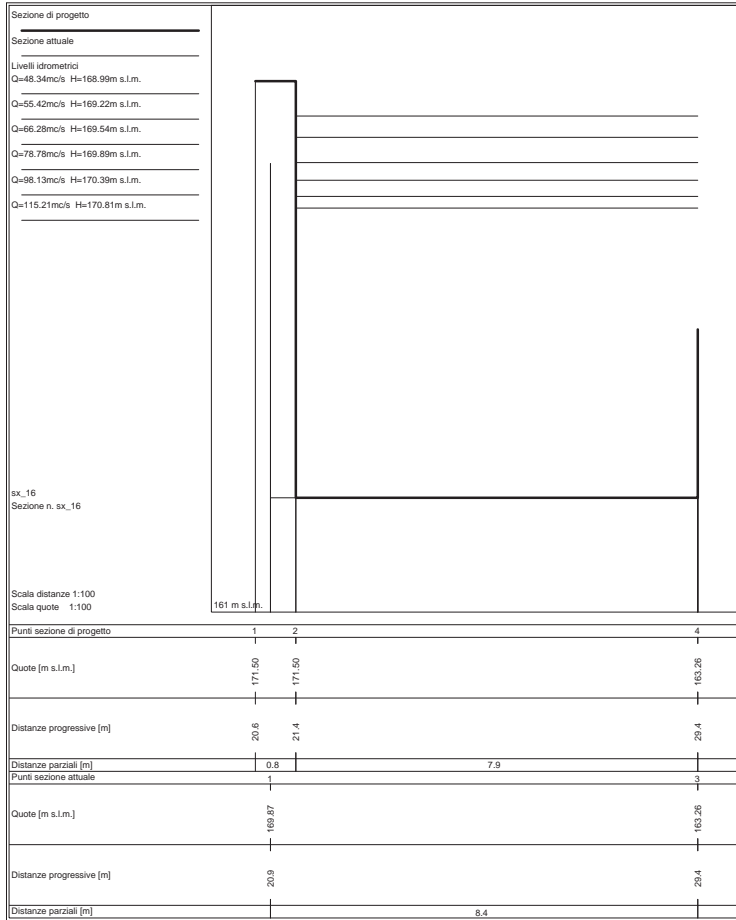 Sezione di progetto
Sezione attuale
Livelli idrometrici
Q=48.34mc/s H=168.99m s.l.m.
Q=55.42mc/s H=169.22m s.l.m.
Q=66.28mc/s H=169.54m s.l.m.
Q=78.78mc/s H=169.89m s.l.m.
Q=98.13mc/s H=170.39m s.l.m.
Q=115.21mc/s H=170.81m s.l.m.
sx_16
Sezione n. sx_16
Scala distanze 1:100
Scala quote 1:100
161 m s.l.m.
Punti sezione di progetto 1 2 4
Quote [m s.l.m.] 171.50 171.50 163.26
Distanze progressive [m] 20.6 21.4 29.4
Distanze parziali [m] 0.8 7.9
Punti sezione attuale 1 3
Quote [m s.l.m.] 169.87 163.26
Distanze progressive [m] 20.9 29.4
Distanze parziali [m] 8.4